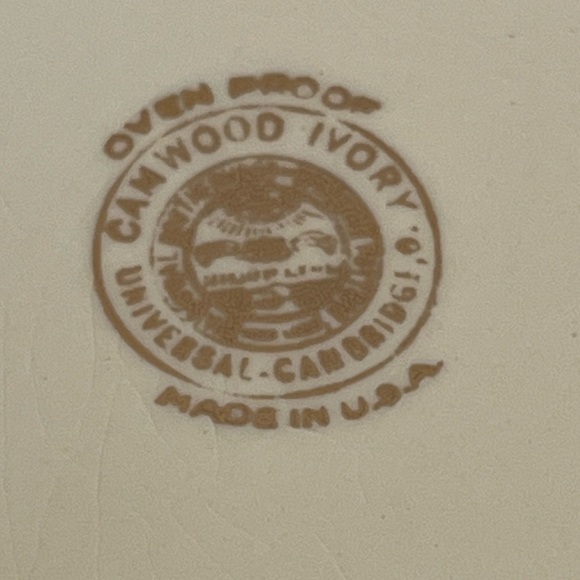 OVEN PROOF
CAMWOOD IVORY
UNIVERSAL-CAMBRIDGE, O.
MADE IN U.S.A.